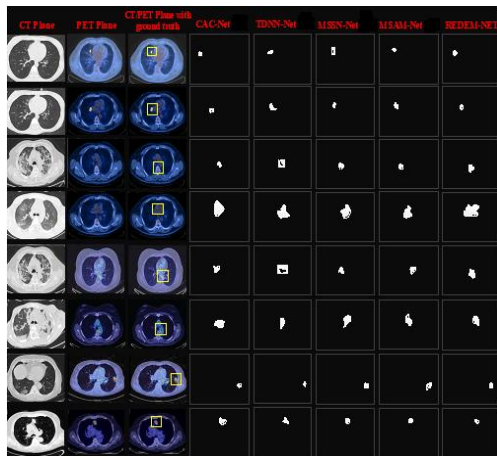 CT Plane
PET Plane
CT/PET Plane with
ground truth
CAC-Net
TDNN-Net
MSSN-Net
MSAM-Net
HEDEM-NET